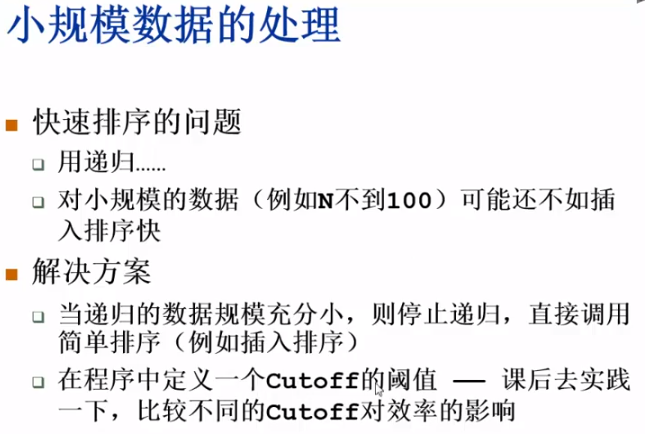 小规模数据的处理
快速排序的问题
用递归……
对小规模的数据（例如N不到100）可能还不如插
入排序快
解决方案
当递归的数据规模充分小，则停止递归，直接调用
简单排序（例如插入排序）
在程序中定义一个Cutoff的阈值 —— 课后去实践
一下，比较不同的Cutoff对效率的影响